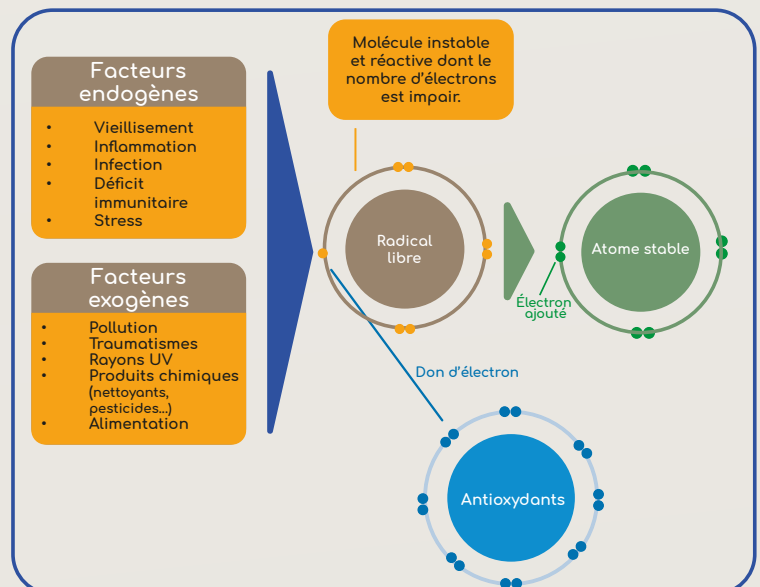 Facteurs
endogènes
• Vieillisement
• Inflammation
• Infection
• Déficit
immunitaire
• Stress
Facteurs
exogènes
• Pollution
• Traumatismes
• Rayons UV
• Produits chimiques
(nettoyants,
pesticides...)
• Alimentation
Molécule instable
et réactive dont le
nombre d'électrons
est impair.
Radical
libre
Atome stable
Électron
ajouté
Don d'électron
Antioxydants